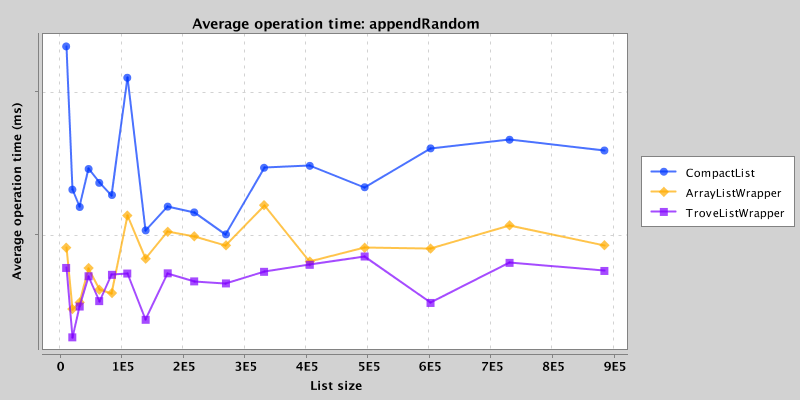 Average operation time: appendRandom
Average operation time (ms)
CompactList
ArrayListWrapper
TroveListWrapper
0 1E5 2E5 3E5 4E5 5E5 6E5 7E5 8E5 9E5
List size